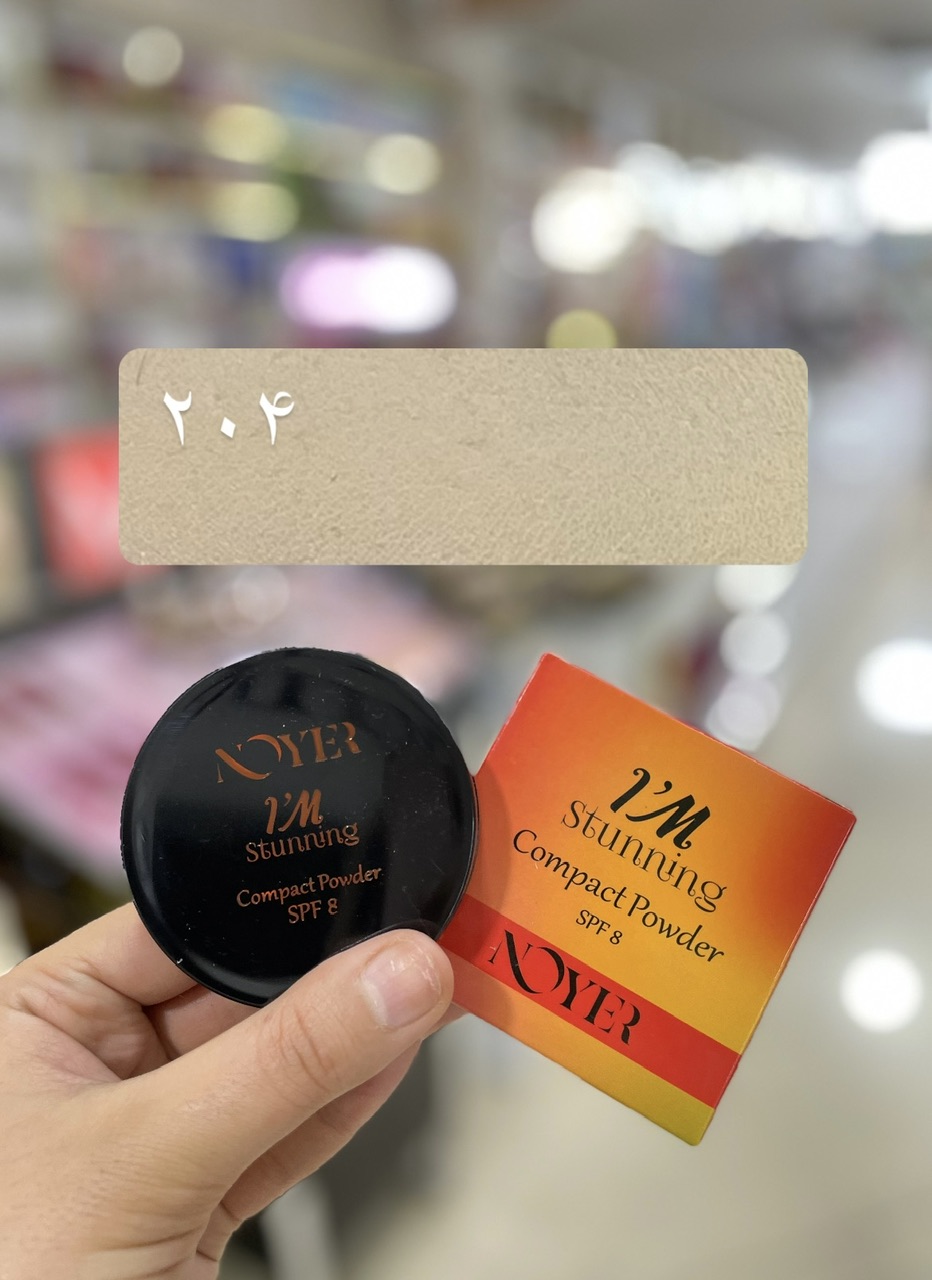 ۲۰۴
NOYER
I'M
Stunning
Compact Powder
SPF 8
I'M
Stunning
Compact Powder
SPF 8
NOYER